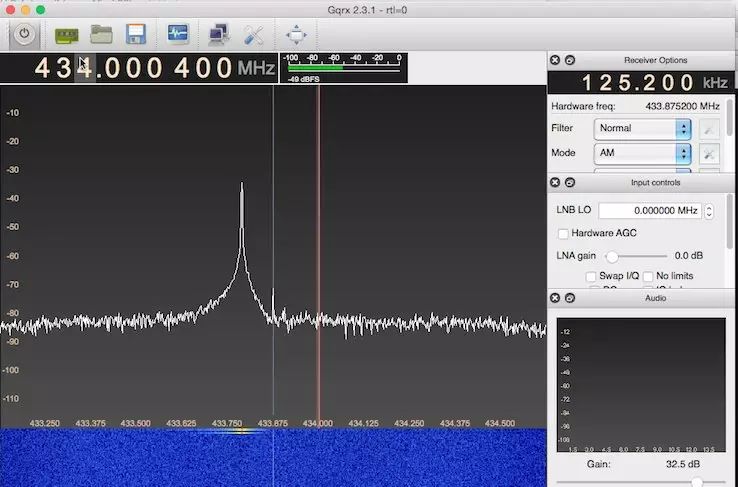 Gqrx 2.3.1 - rtl=0
434.000 400 MHz
-100 -80 -60 -40 -20 0
-49 dBFS
-10
-20
-30
-40
-50
-60
-70
-80
-90
-100
-110
433.250 433.375 433.500 433.625 433.750 433.875 434.000 434.125 434.250 434.375 434.500
Receiver Options
125.200 kHz
Hardware freq: 433.875200 MHz
Filter Normal
Mode AM
Input controls
LNB LO 0.000000 MHz
Hardware AGC
LNA gain 0.0 dB
Swap I/Q No limits
Audio
-12
-24
-36
-48
-60
-72
-84
-96
-108
1.5 3.0 4.5 6.0 7.5 9.0 10.5 12.0 13.5
Gain: 32.5 dB